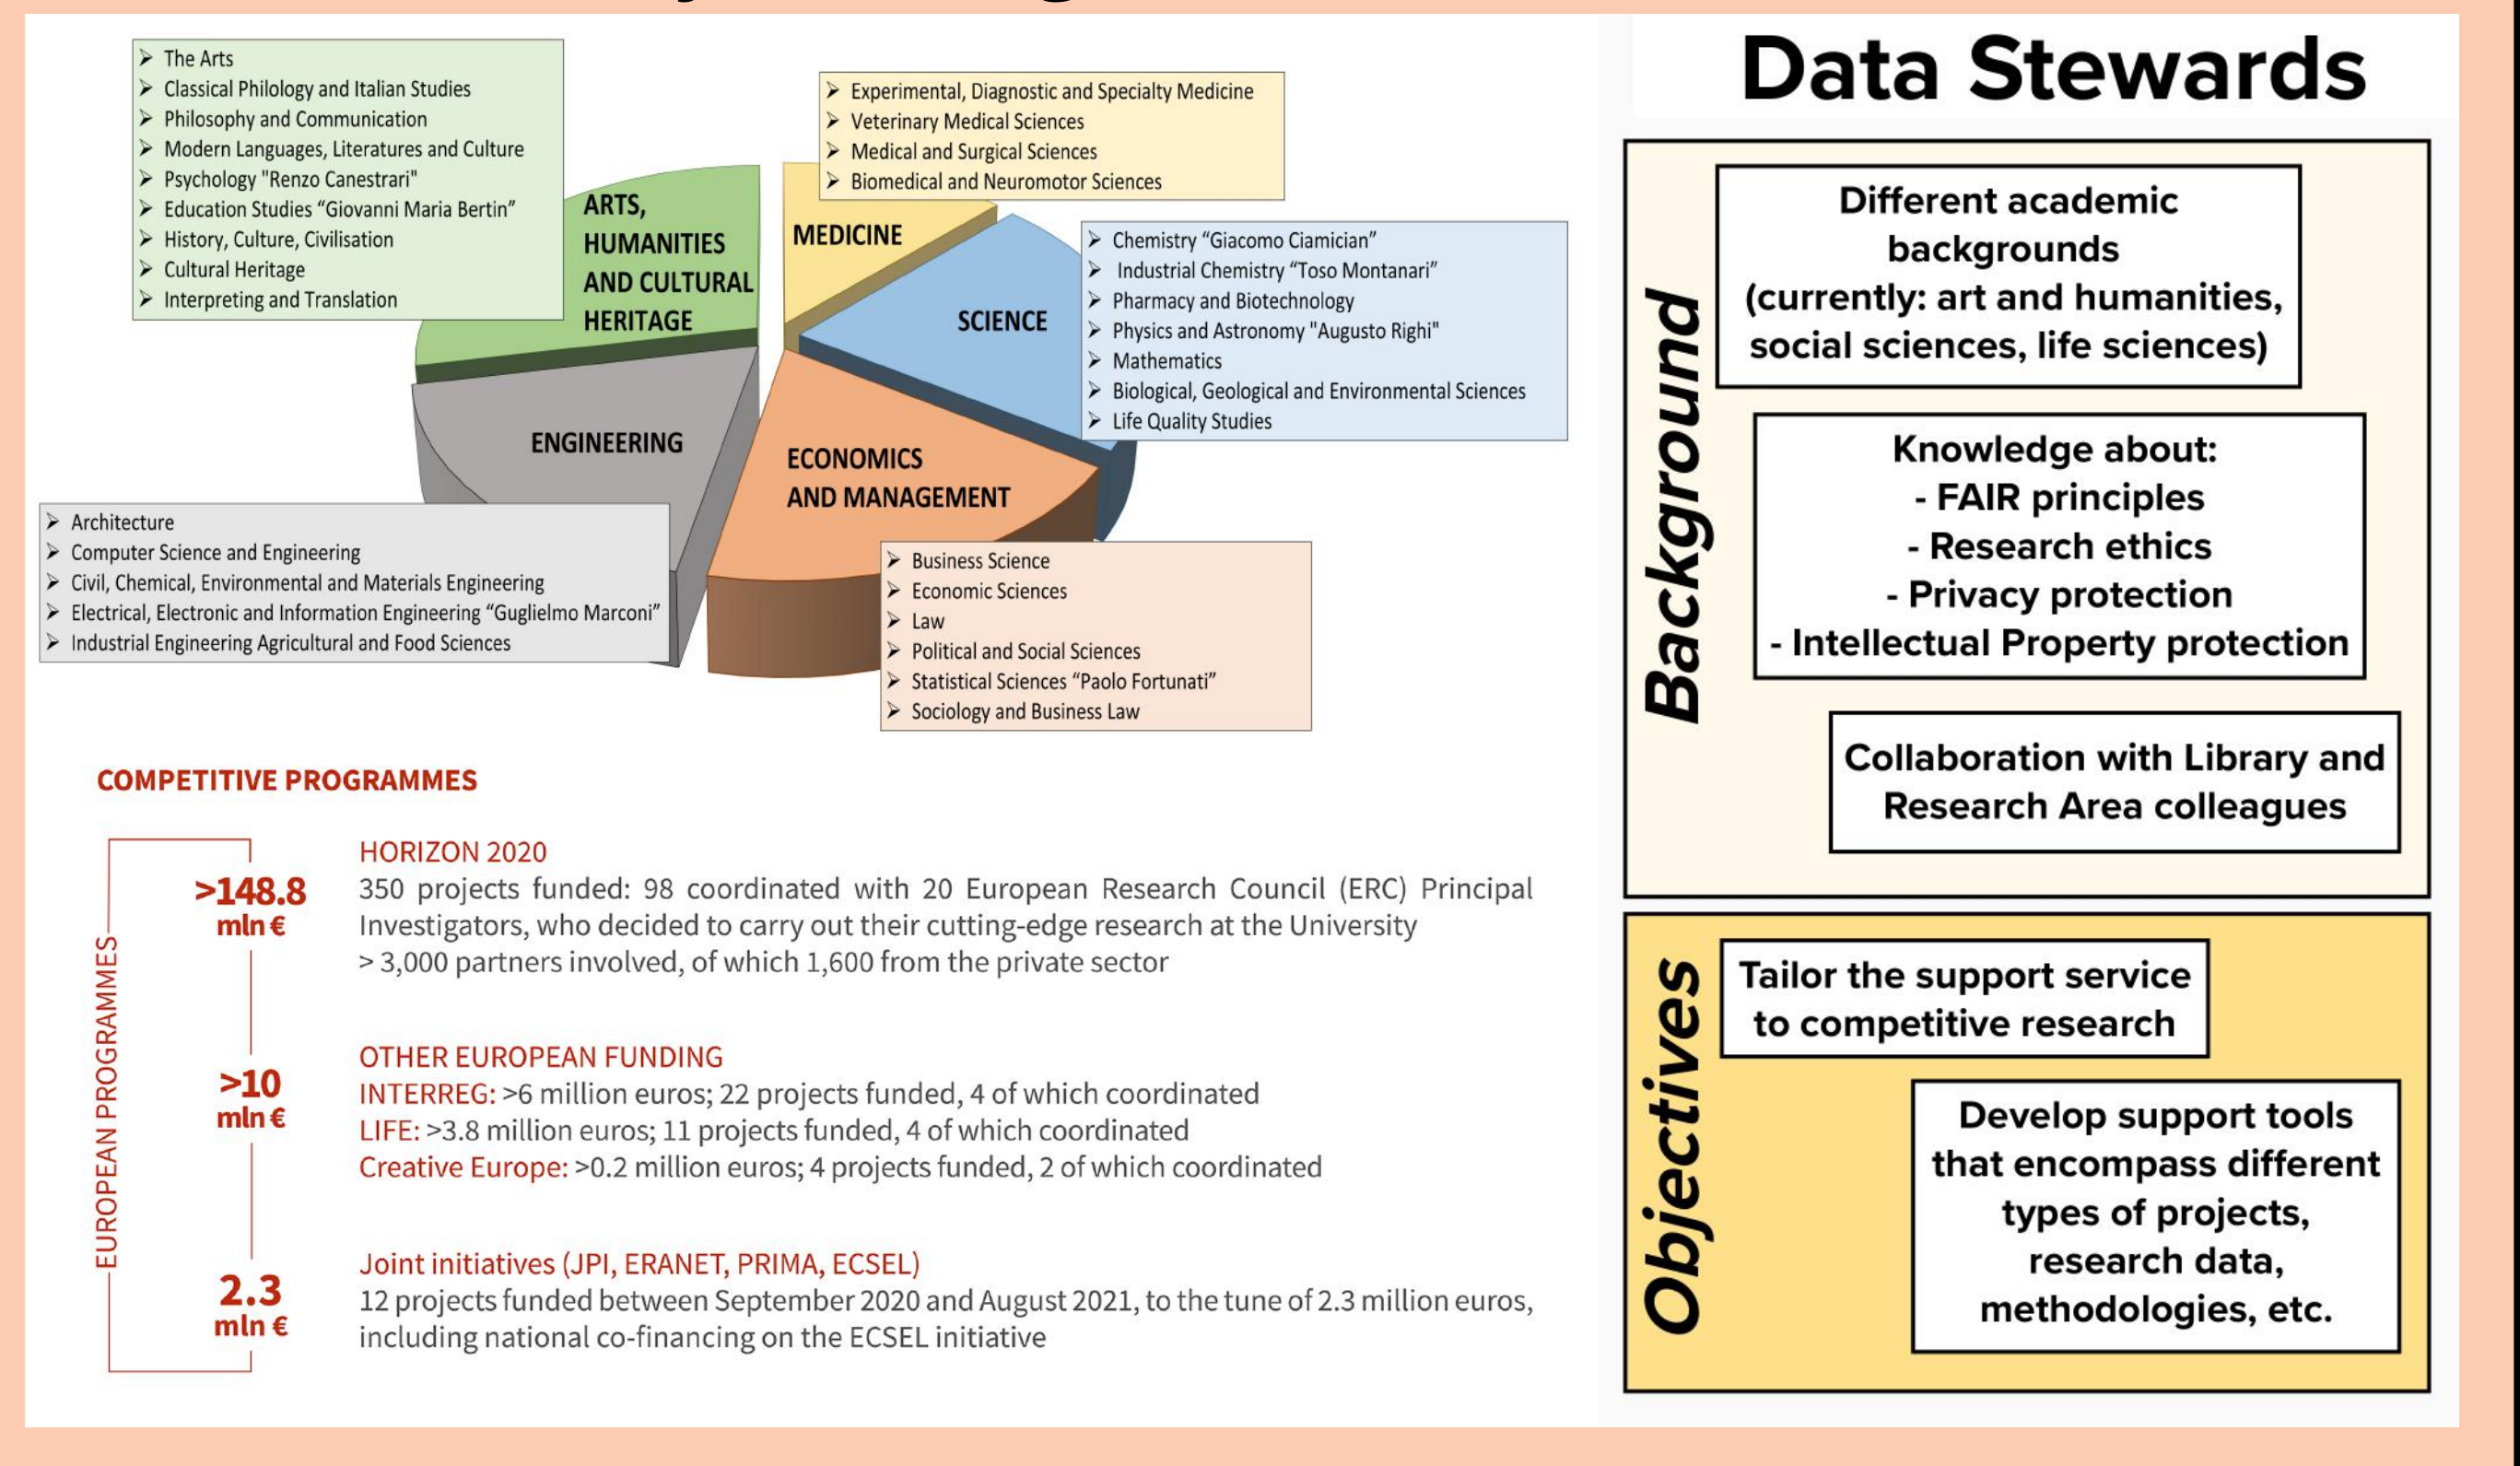 The Arts
Classical Philology and Italian Studies
Philosophy and Communication
Modern Languages, Literatures and Culture
Psychology "Renzo Canestrari"
Education Studies “Giovanni Maria Bertin”
History, Culture, Civilisation
Cultural Heritage
Interpreting and Translation
ARTS,
HUMANITIES
AND CULTURAL
HERITAGE
Experimental, Diagnostic and Specialty Medicine
Veterinary Medical Sciences
Medical and Surgical Sciences
Biomedical and Neuromotor Sciences
MEDICINE
Chemistry “Giacomo Ciamician”
Industrial Chemistry “Toso Montanari”
Pharmacy and Biotechnology
Physics and Astronomy "Augusto Righi"
Mathematics
Biological, Geological and Environmental Sciences
Life Quality Studies
SCIENCE
ENGINEERING
Architecture
Computer Science and Engineering
Civil, Chemical, Environmental and Materials Engineering
Electrical, Electronic and Information Engineering “Guglielmo Marconi”
Industrial Engineering Agricultural and Food Sciences
ECONOMICS
AND MANAGEMENT
Business Science
Economic Sciences
Law
Political and Social Sciences
Statistical Sciences “Paolo Fortunati”
Sociology and Business Law
COMPETITIVE PROGRAMMES
EUROPEAN PROGRAMMES
>148.8
mln €
HORIZON 2020
350 projects funded: 98 coordinated with 20 European Research Council (ERC) Principal
Investigators, who decided to carry out their cutting-edge research at the University
> 3,000 partners involved, of which 1,600 from the private sector
>10
mln €
OTHER EUROPEAN FUNDING
INTERREG: >6 million euros; 22 projects funded, 4 of which coordinated
LIFE: >3.8 million euros; 11 projects funded, 4 of which coordinated
Creative Europe: >0.2 million euros; 4 projects funded, 2 of which coordinated
2.3
mln €
Joint initiatives (JPI, ERANET, PRIMA, ECSEL)
12 projects funded between September 2020 and August 2021, to the tune of 2.3 million euros,
including national co-financing on the ECSEL initiative
Data Stewards
Background
Different academic
backgrounds
(currently: art and humanities,
social sciences, life sciences)
Knowledge about:
- FAIR principles
- Research ethics
- Privacy protection
- Intellectual Property protection
Collaboration with Library and
Research Area colleagues
Objectives
Tailor the support service
to competitive research
Develop support tools
that encompass different
types of projects,
research data,
methodologies, etc.